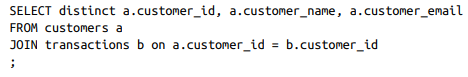 SELECT distinct a.customer_id, a.customer_name, a.customer_email
FROM customers a
JOIN transactions b on a.customer_id = b.customer_id
;